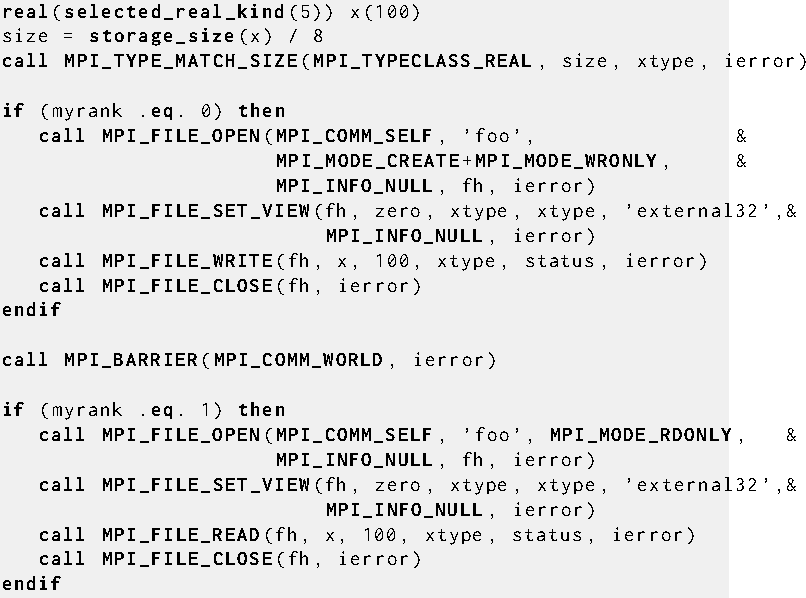 real(selected_real_kind(5)) x(100)
size = storage_size(x) / 8
call MPI_TYPE_MATCH_SIZE(MPI_TYPECLASS_REAL, size, xtype, ierror)

if (myrank .eq. 0) then
   call MPI_FILE_OPEN(MPI_COMM_SELF, 'foo',                &
                      MPI_MODE_CREATE+MPI_MODE_WRONLY,     &
                      MPI_INFO_NULL, fh, ierror)
   call MPI_FILE_SET_VIEW(fh, zero, xtype, xtype, 'external32',&
                          MPI_INFO_NULL, ierror)
   call MPI_FILE_WRITE(fh, x, 100, xtype, status, ierror)
   call MPI_FILE_CLOSE(fh, ierror)
endif

call MPI_BARRIER(MPI_COMM_WORLD, ierror)

if (myrank .eq. 1) then
   call MPI_FILE_OPEN(MPI_COMM_SELF, 'foo', MPI_MODE_RDONLY,   &
                      MPI_INFO_NULL, fh, ierror)
   call MPI_FILE_SET_VIEW(fh, zero, xtype, xtype, 'external32',&
                          MPI_INFO_NULL, ierror)
   call MPI_FILE_READ(fh, x, 100, xtype, status, ierror)
   call MPI_FILE_CLOSE(fh, ierror)
endif